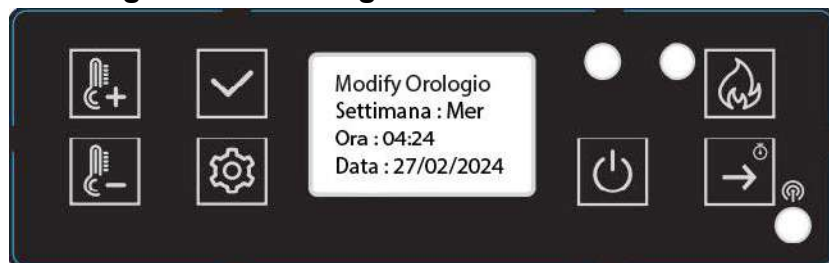 Modify Orologio
Settimana : Mer
Ora : 04:24
Data : 27/02/2024